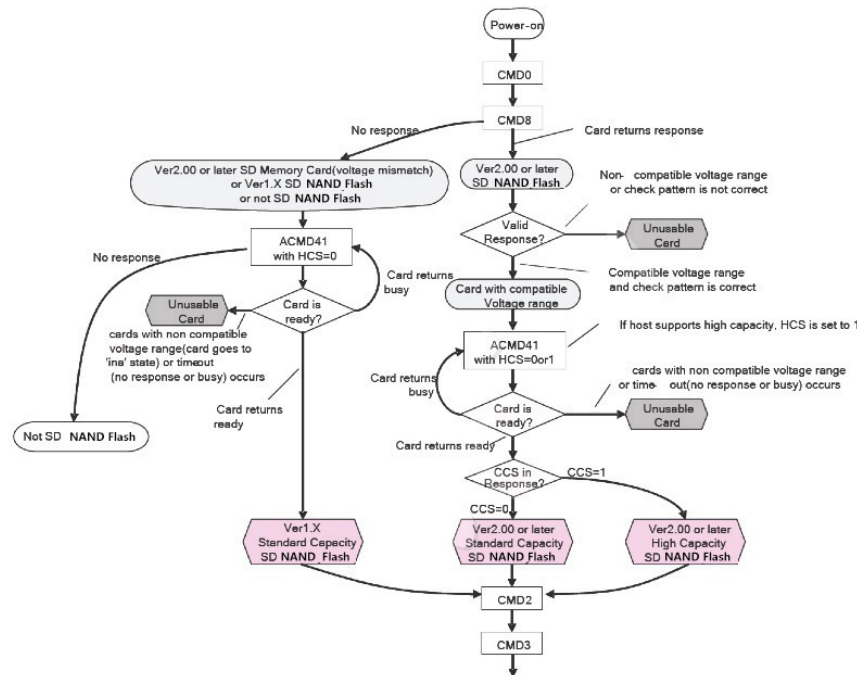 Power-on
CMD0
CMD8
No response
Card returns response
Ver2.00 or later SD Memory Card(voltage mismatch)
or Ver1.X SD NAND Flash
or not SD NAND Flash
Ver2.00 or later
SD NAND Flash
Non- compatible voltage range
or check pattern is not correct
Valid
Response?
Unusable
Card
No response
ACMD41
with HCS=0
Card returns
busy
Compatible voltage range
and check pattern is correct
Card with compatible
Voltage range
Unusable
Card
Card is
ready?
cards with non compatible
voltage range(card goes to
'ina' state) or timeout
(no response or busy) occurs
If host supports high capacity, HCS is set to 1
ACMD41
with HCS=0or1
Card returns
busy
cards with non compatible voltage range
or time- out(no response or busy) occurs
Card returns
ready
Card is
ready?
Unusable
Card
Not SD NAND Flash
Card returns ready
CCS in
Response?
CCS=1
CCS=0
Ver1.X
Standard Capacity
SD NAND Flash
Ver2.00 or later
Standard Capacity
SD NAND Flash
Ver2.00 or later
High Capacity
SD NAND Flash
CMD2
CMD3